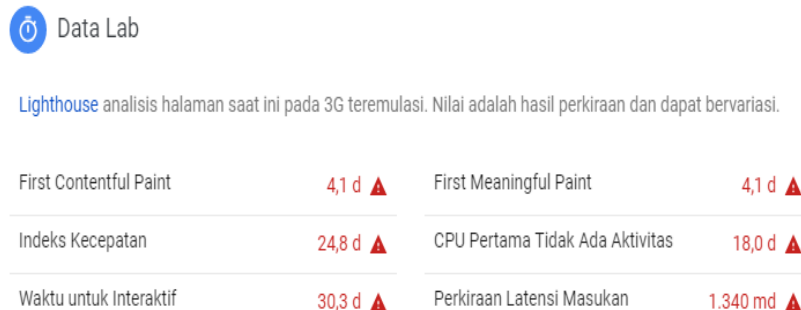 Data Lab
Lighthouse analisis halaman saat ini pada 3G teremulasi. Nilai adalah hasil perkiraan dan dapat bervariasi.
First Contentful Paint 4,1 d
First Meaningful Paint 4,1 d
Indeks Kecepatan 24,8 d
CPU Pertama Tidak Ada Aktivitas 18,0 d
Waktu untuk Interaktif 30,3 d
Perkiraan Latensi Masukan 1.340 md